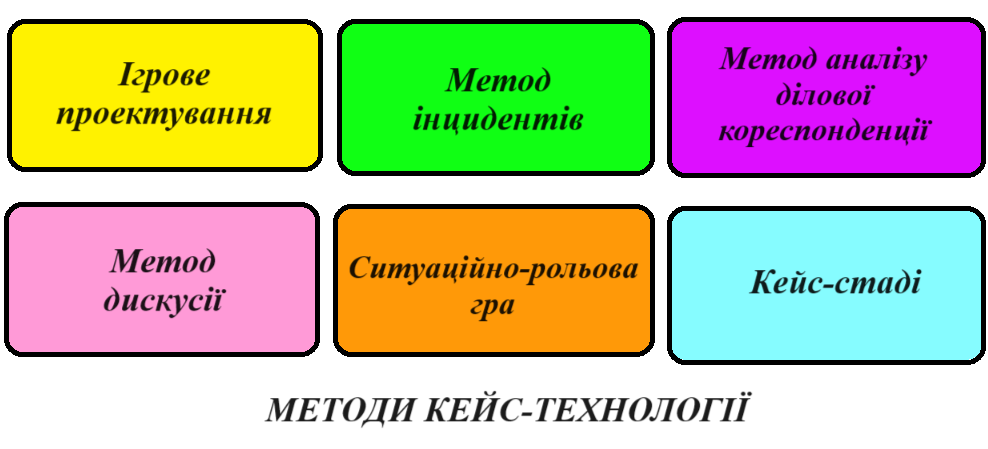 Ігрове
проектування
Метод
інцидентів
Метод аналізу
ділової
кореспонденції
Метод
дискусії
Ситуаційно-рольова
гра
Кейс-стаді
МЕТОДИ КЕЙС-ТЕХНОЛОГІЇ